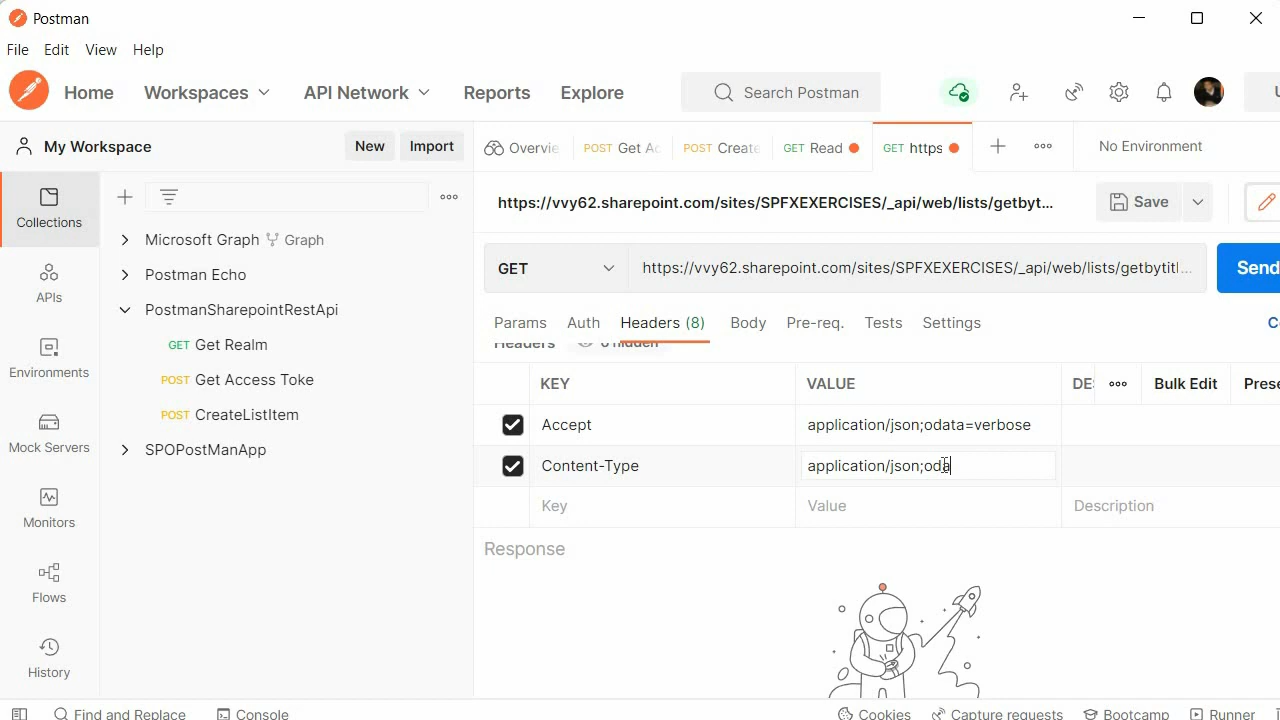 Postman
File Edit View Help
Home Workspaces API Network Reports Explore Search Postman
My Workspace New Import
Overvie POST Get Ac POST Create GET Read GET https No Environment
https://vvy62.sharepoint.com/sites/SPFXEXERCISES/_api/web/lists/getbyt... Save
GET https://vvy62.sharepoint.com/sites/SPFXEXERCISES/_api/web/lists/getbytitl... Send
Params Auth Headers (8) Body Pre-req. Tests Settings
Headers 6 hidden
KEY VALUE DE Bulk Edit Prese
Accept application/json;odata=verbose
Content-Type application/json;oda
Key Value Description
Response
Collections
APIs
Environments
Mock Servers
Monitors
Flows
History
Microsoft Graph Graph
Postman Echo
PostmanSharepointRestApi
GET Get Realm
POST Get Access Toke
POST CreateListItem
SPOPostManApp
Find and Replace Console Cookies Capture requests Bootcamp Runner